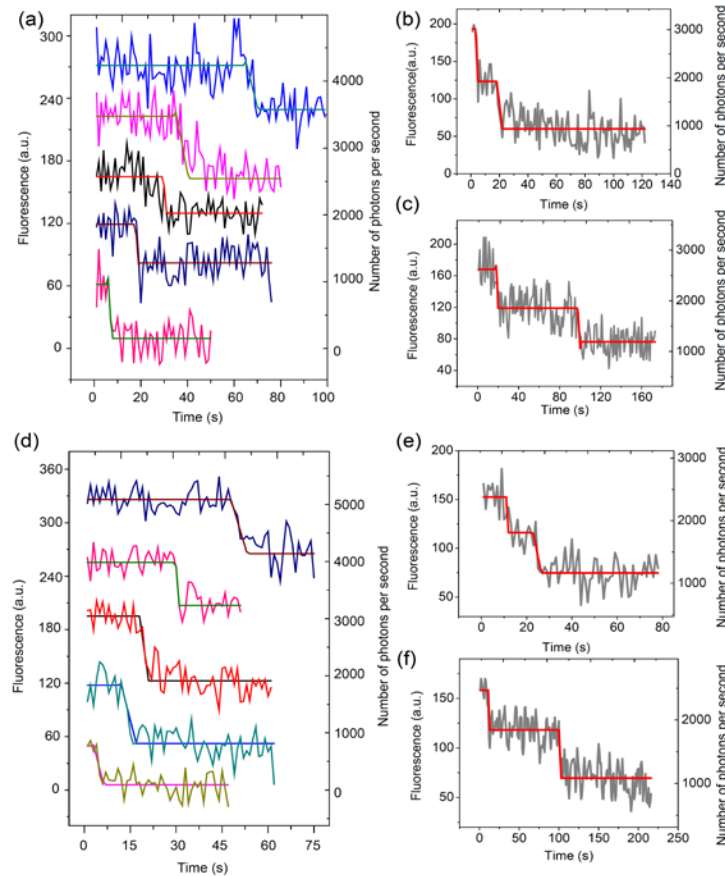 (a)
Fluorescence (a.u.)
300
240
180
120
60
0
4000
3000
2000
1000
0
Number of photons per second
0 20 40 60 80 100
Time (s)
(b)
Fluorescence(a.u.)
200
150
100
50
0
3000
2000
1000
0
Number of photons per second
0 20 40 60 80 100 120 140
Time (s)
(c)
Fluorescence (a.u.)
200
160
120
80
40
3000
2000
1000
Number of photons per second
0 40 80 120 160
Time (s)
(d)
Fluorescence (a.u.)
360
300
240
180
120
60
0
5000
4000
3000
2000
1000
0
Number of photons per second
0 15 30 45 60 75
Time (s)
(e)
Fluorescence (a.u.)
200
150
100
50
3000
2000
1000
Number of photons per second
0 20 40 60 80
Time (s)
(f)
Fluorescence (a.u.)
175
150
125
100
75
50
2000
1000
Number of photons per second
0 50 100 150 200 250
Time (s)